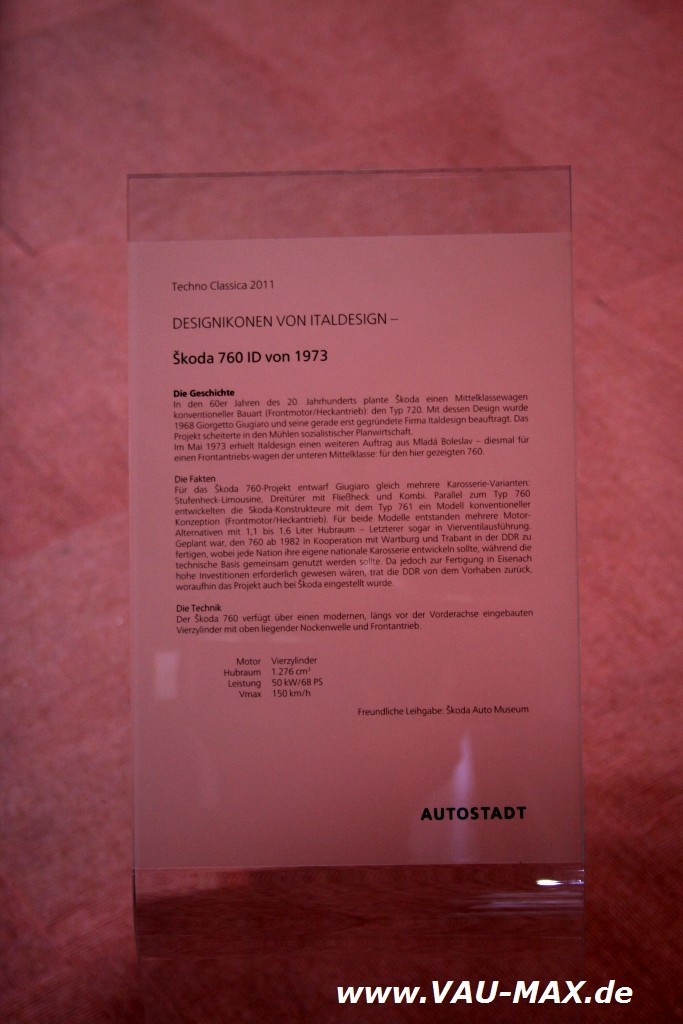 Techno Classica 2011
DESIGNIKONEN VON ITALDESIGN –
Škoda 760 ID von 1973
Die Geschichte
In den 60er Jahren des 20 Jahrhunderts plante Škoda einen Mittelklassewagen
konventioneller Bauart (Frontmotor/Heckantrieb): den Typ 720. Mit dessen Design wurde
1968 Giorgetto Giugiaro und seine gerade erst gegründete Firma Italdesign beauftragt. Das
Projekt scheiterte in den Mühlen sozialistischer Planwirtschaft.
Im Mai 1973 erhielt Italdesign einen weiteren Auftrag aus Mladá Boleslav – diesmal für
einen Frontantriebs-wagen der unteren Mittelklasse: für den hier gezeigten 760.
Die Fakten
Für das Škoda 760-Projekt entwarf Giugiaro gleich mehrere Karosserie-Varianten:
Stufenheck-Limousine, Dreitürer mit Fließheck und Kombi. Parallel zum Typ 760
entwickelten die Skoda-Konstrukteure mit dem Typ 761 ein Modell konventioneller
Konzeption (Frontmotor/Heckantrieb). Für beide Modelle entstanden mehrere Motor-
Alternativen mit 1,1 bis 1,6 Liter Hubraum – Letzterer sogar in Vierventilausführung.
Geplant war, den 760 ab 1982 in Kooperation mit Wartburg und Trabant in der DDR zu
fertigen, wobei jede Nation ihre eigene nationale Karosserie entwickeln sollte, während die
technische Basis gemeinsam genutzt werden sollte. Da jedoch zur Fertigung in Eisenach
hohe Investitionen erforderlich gewesen wären, trat die DDR von dem Vorhaben zurück,
woraufhin das Projekt auch bei Škoda eingestellt wurde.
Die Technik
Der Škoda 760 verfügt über einen modernen, längs vor der Vorderachse eingebauten
Vierzylinder mit oben liegender Nockenwelle und Frontantrieb.
Motor Vierzylinder
Hubraum 1.276 cm³
Leistung 50 kW/68 PS
Vmax 150 km/h
Freundliche Leihgabe: Škoda Auto Museum
AUTOSTADT
www.VAU-MAX.de